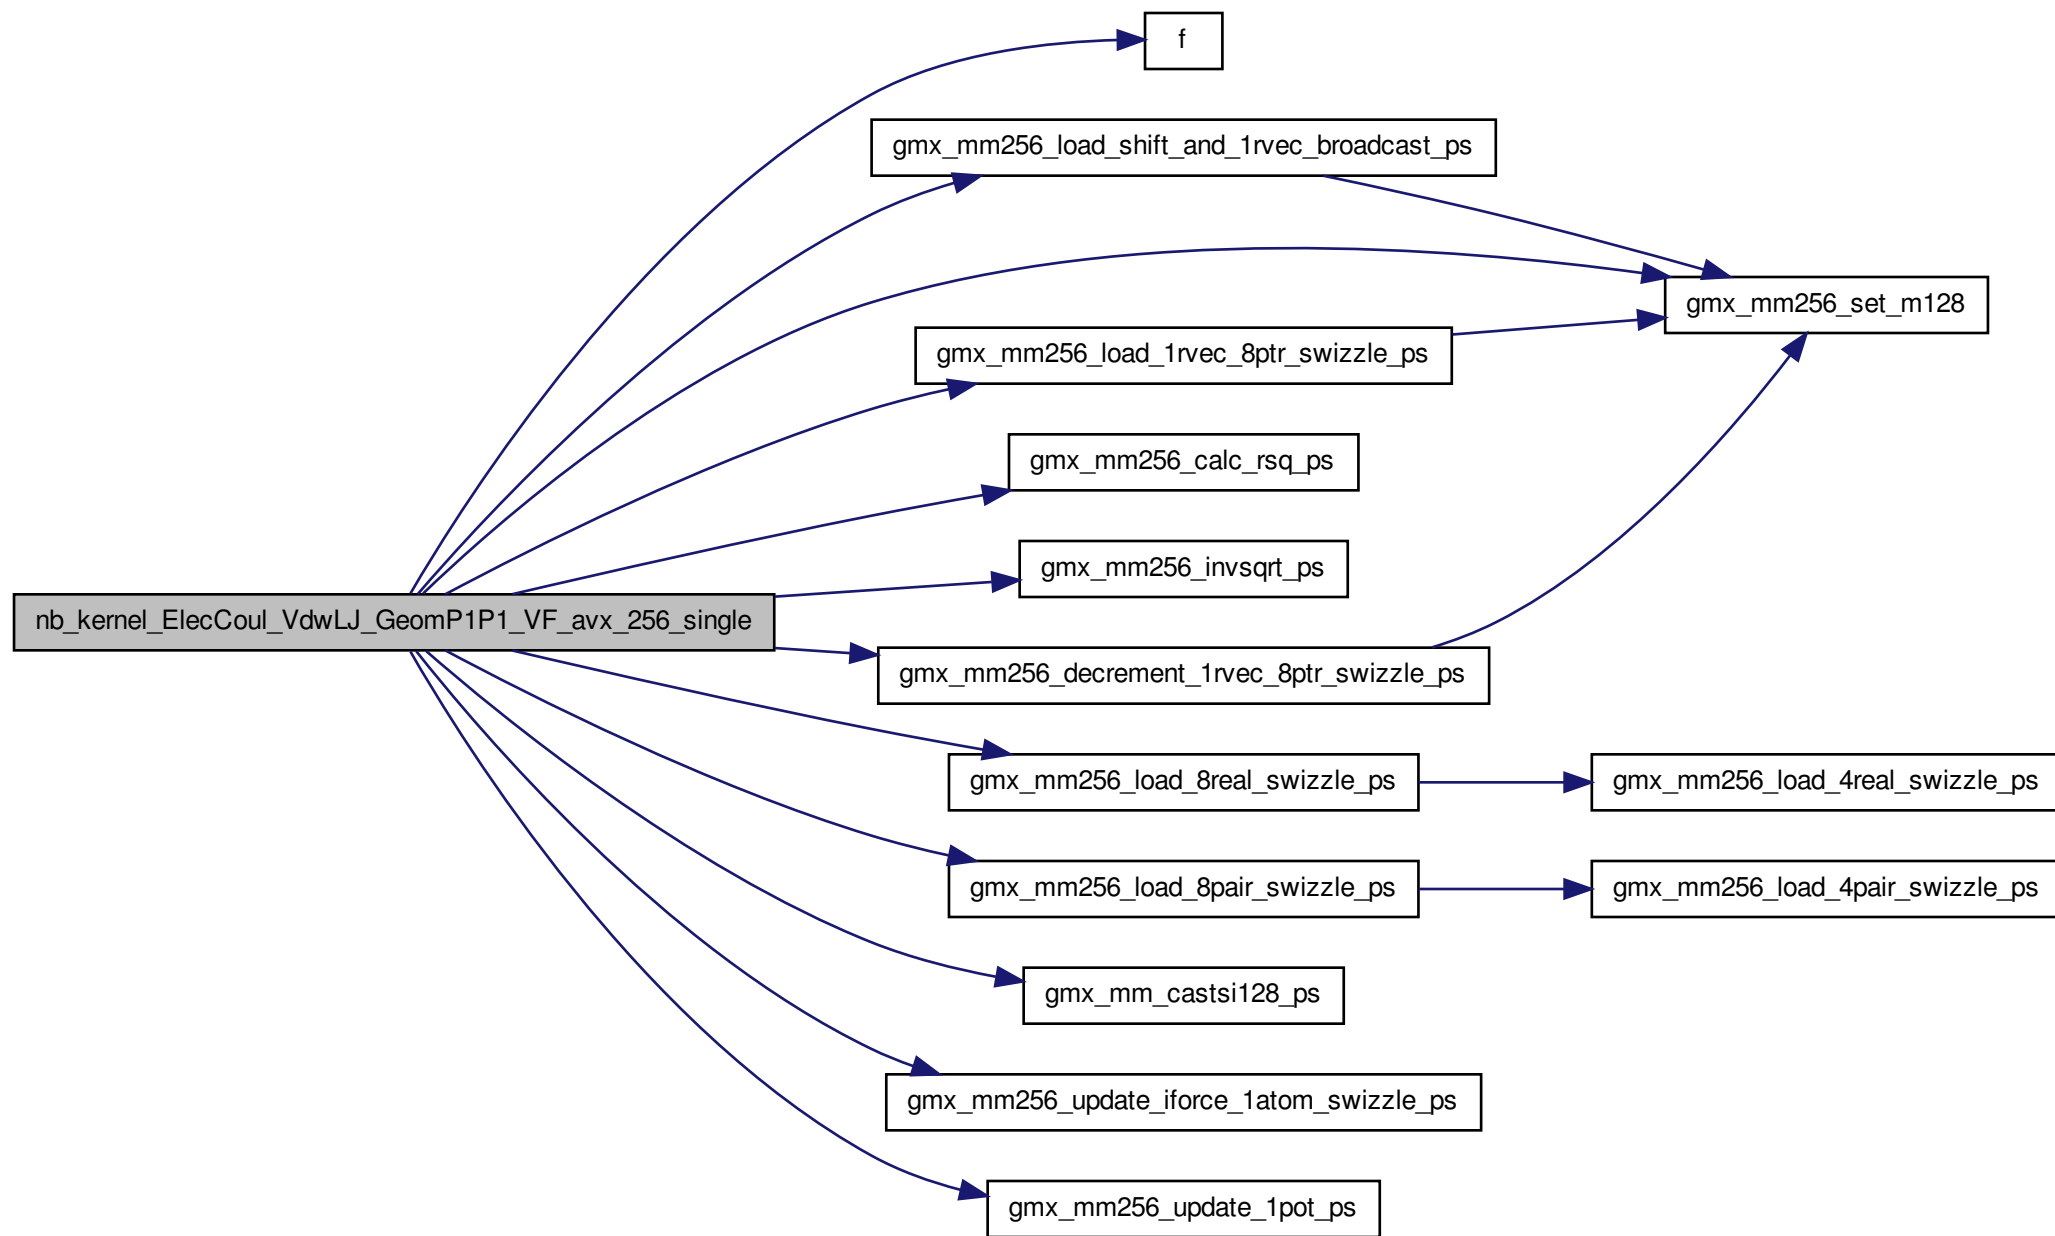 f
gmx_mm256_load_shift_and_1rvec_broadcast_ps
gmx_mm256_set_m128
gmx_mm256_load_1rvec_8ptr_swizzle_ps
gmx_mm256_calc_rsq_ps
gmx_mm256_invsqrt_ps
nb_kernel_ElecCoul_VdwLJ_GeomP1P1_VF_avx_256_single
gmx_mm256_decrement_1rvec_8ptr_swizzle_ps
gmx_mm256_load_8real_swizzle_ps
gmx_mm256_load_4real_swizzle_ps
gmx_mm256_load_8pair_swizzle_ps
gmx_mm256_load_4pair_swizzle_ps
gmx_mm_castsi128_ps
gmx_mm256_update_iforce_1atom_swizzle_ps
gmx_mm256_update_1pot_ps